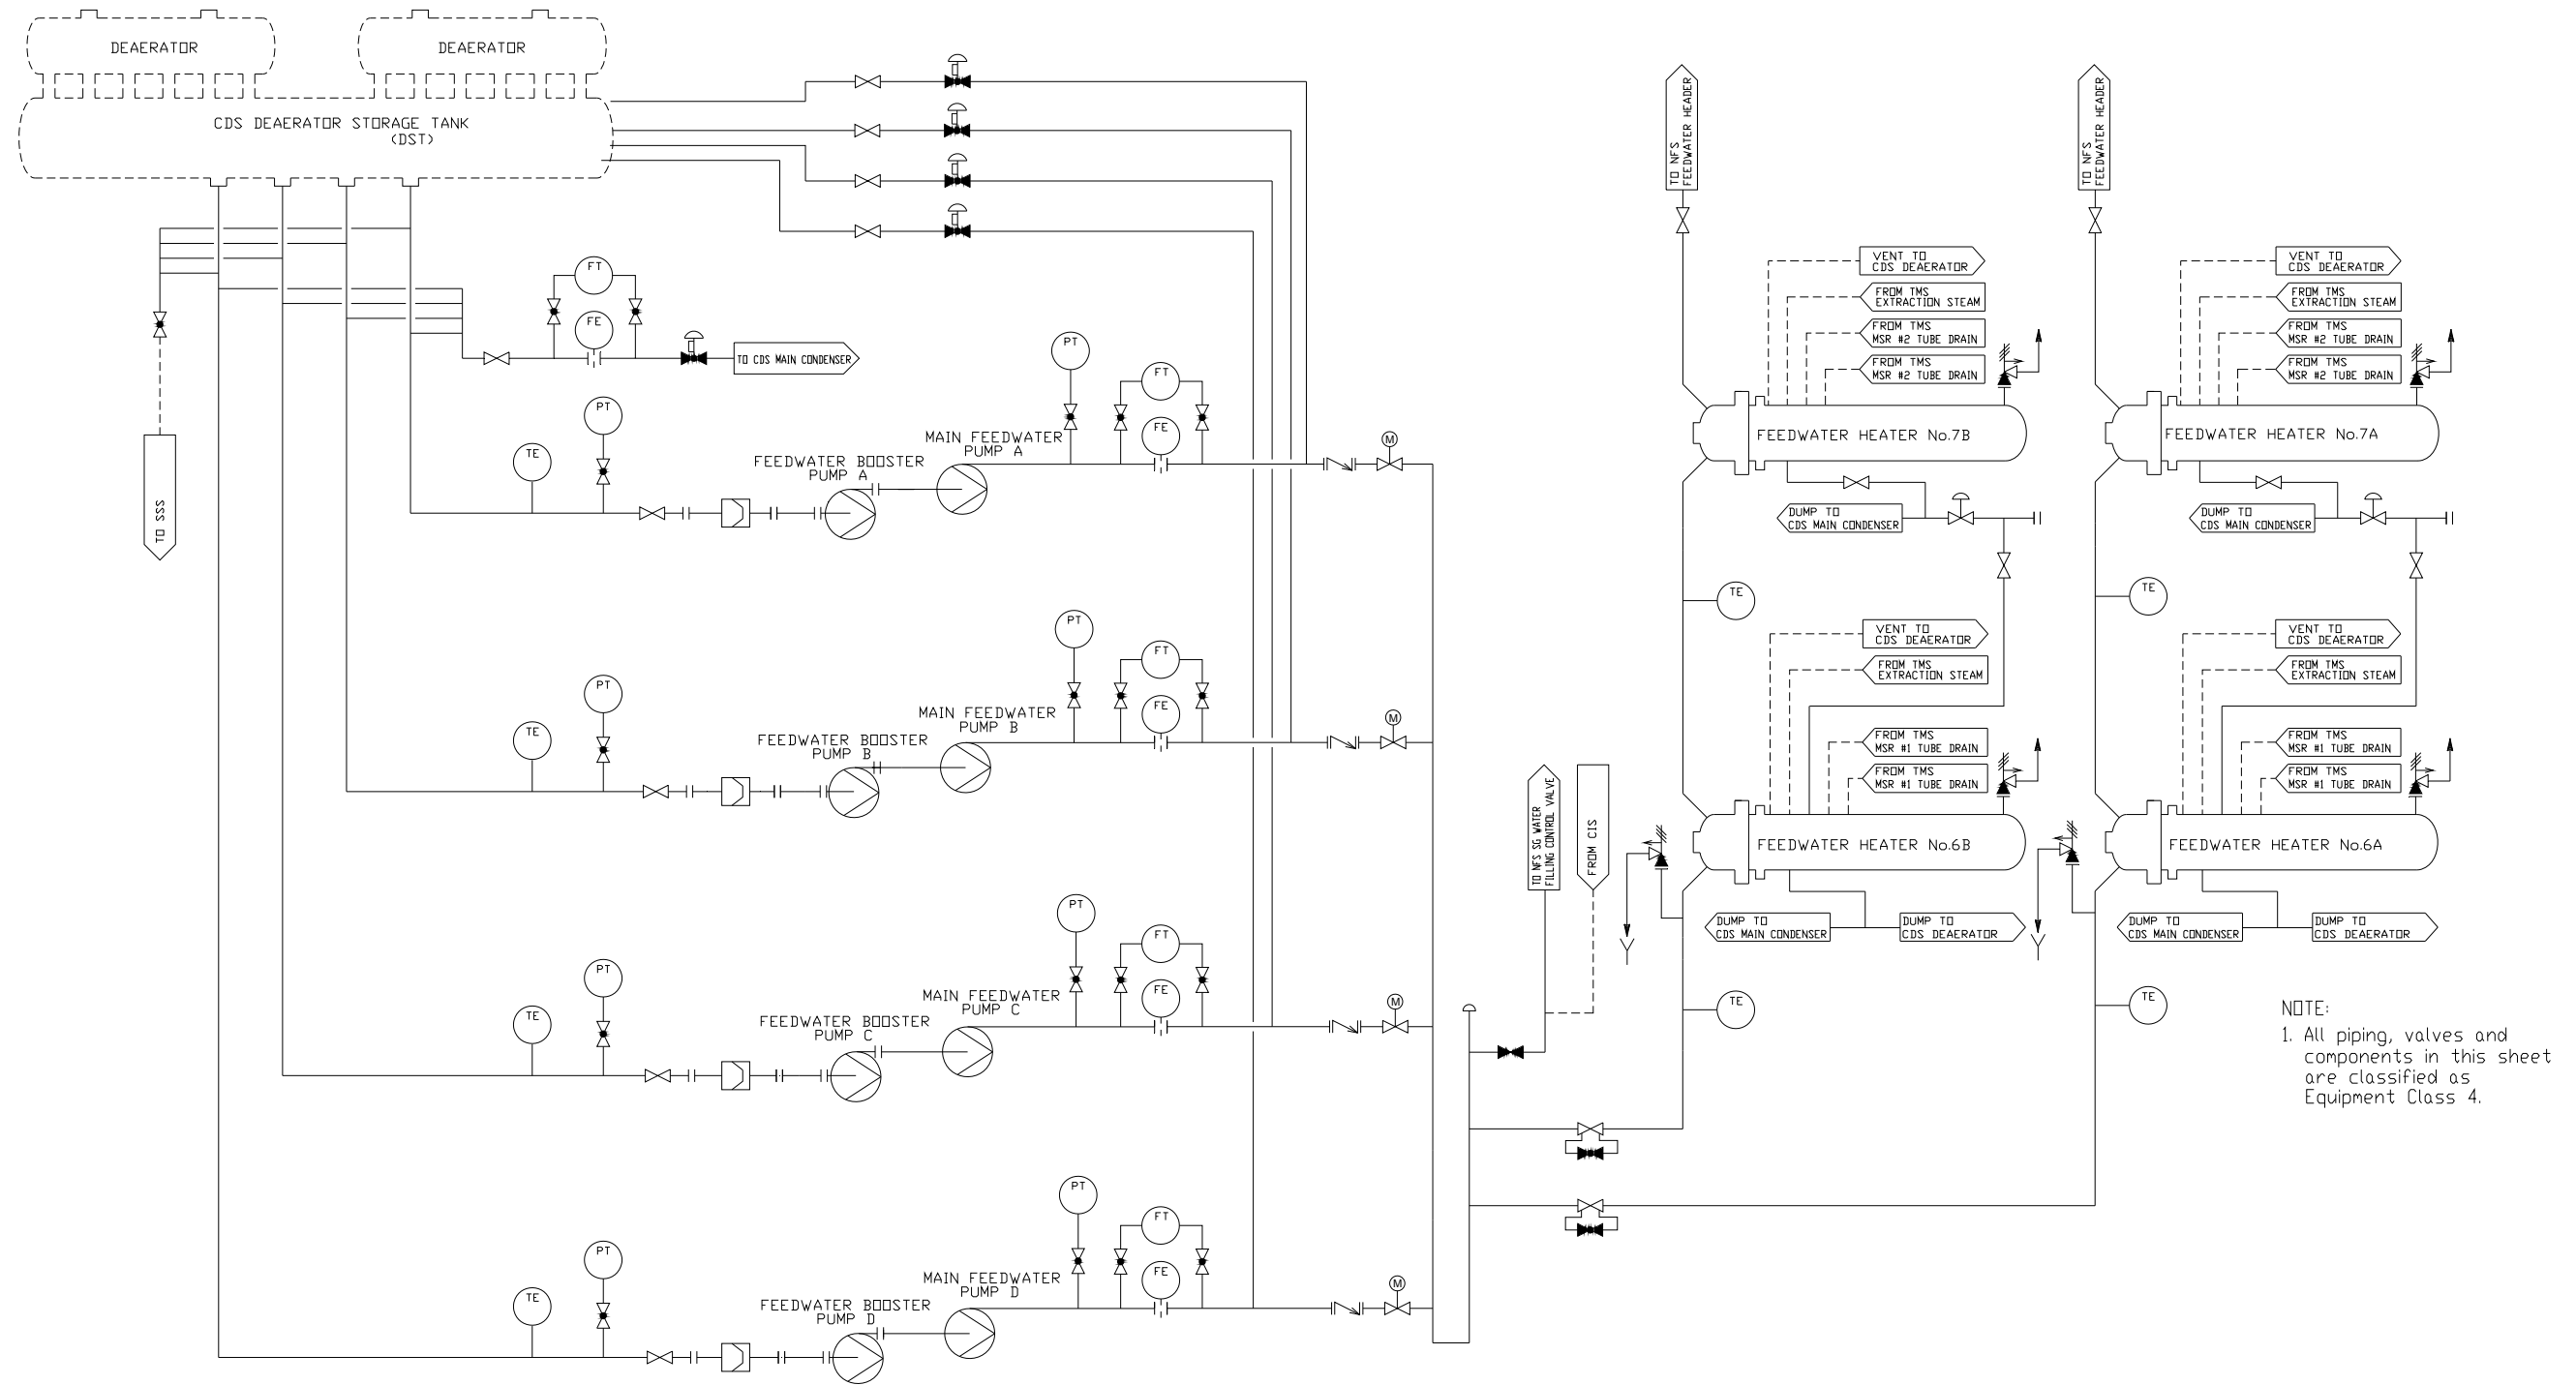 DEAERATOR
DEAERATOR
CDS DEAERATOR STORAGE TANK
(DST)
TO SSS
FT
FE
TO CDS MAIN CONDENSER
TE
PT
FEEDWATER BOOSTER
PUMP A
MAIN FEEDWATER
PUMP A
PT
FT
FE
M
TE
PT
FEEDWATER BOOSTER
PUMP B
MAIN FEEDWATER
PUMP B
PT
FT
FE
M
TE
PT
FEEDWATER BOOSTER
PUMP C
MAIN FEEDWATER
PUMP C
PT
FT
FE
M
TE
PT
FEEDWATER BOOSTER
PUMP D
MAIN FEEDWATER
PUMP D
PT
FT
FE
M
TO NFS SG WATER
FILLING CONTROL VALVE
FROM CIS
TO NFS
FEEDWATER HEADER
VENT TO
CDS DEAERATOR
FROM TMS
EXTRACTION STEAM
FROM TMS
MSR #2 TUBE DRAIN
FROM TMS
MSR #2 TUBE DRAIN
FEEDWATER HEATER No.7B
DUMP TO
CDS MAIN CONDENSER
TE
VENT TO
CDS DEAERATOR
FROM TMS
EXTRACTION STEAM
FROM TMS
MSR #1 TUBE DRAIN
FROM TMS
MSR #1 TUBE DRAIN
FEEDWATER HEATER No.6B
DUMP TO
CDS MAIN CONDENSER
DUMP TO
CDS DEAERATOR
TE
TO NFS
FEEDWATER HEADER
VENT TO
CDS DEAERATOR
FROM TMS
EXTRACTION STEAM
FROM TMS
MSR #2 TUBE DRAIN
FROM TMS
MSR #2 TUBE DRAIN
FEEDWATER HEATER No.7A
DUMP TO
CDS MAIN CONDENSER
TE
VENT TO
CDS DEAERATOR
FROM TMS
EXTRACTION STEAM
FROM TMS
MSR #1 TUBE DRAIN
FROM TMS
MSR #1 TUBE DRAIN
FEEDWATER HEATER No.6A
DUMP TO
CDS MAIN CONDENSER
DUMP TO
CDS DEAERATOR
TE
NOTE:
1. All piping, valves and
components in this sheet
are classified as
Equipment Class 4.